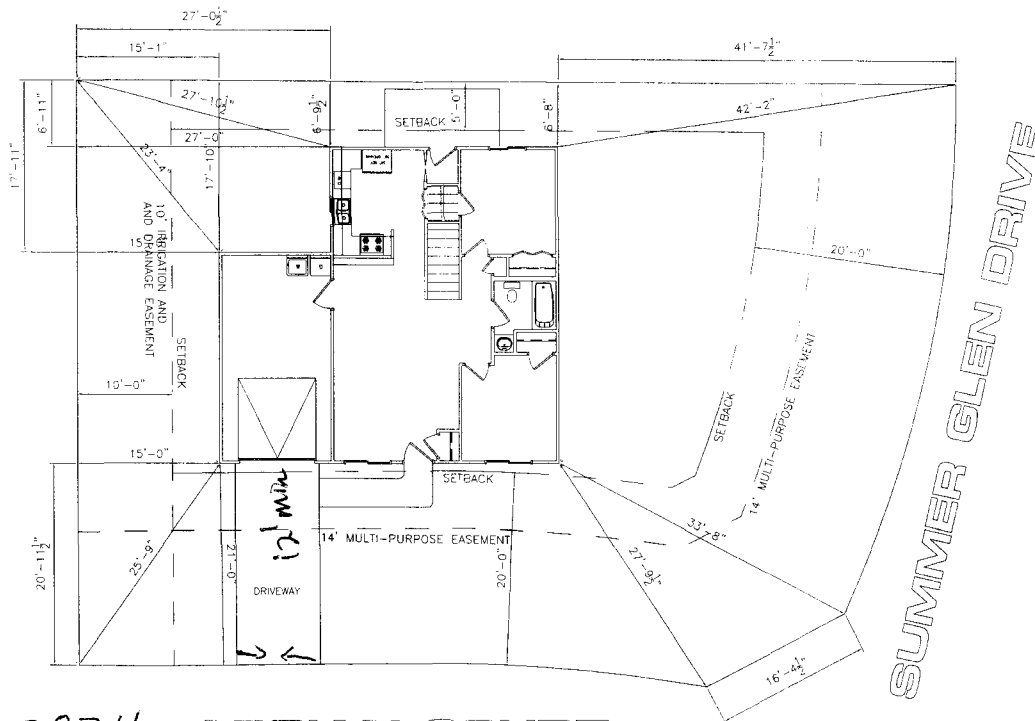 27'-0½"
15'-1"
41'-7½"
6'-11"
27'-10½"
6'-9½"
5'-0"
6'-8"
42'-2"
SETBACK
27'-0"
17'-11"
23'-4"
17'-10½"
15'-
20'-0"
10' IRRIGATION AND
AND DRAINAGE EASEMENT
SETBACK
10'-0"
SETBACK
14' MULTI-PURPOSE EASEMENT
SUMMER GLEN DRIVE
15'-0"
SETBACK
12' min
14' MULTI-PURPOSE EASEMENT
33'-8"
20'-11½"
25'-9"
21'-0"
20'-0"
27'-9½"
DRIVEWAY
16'-4½"